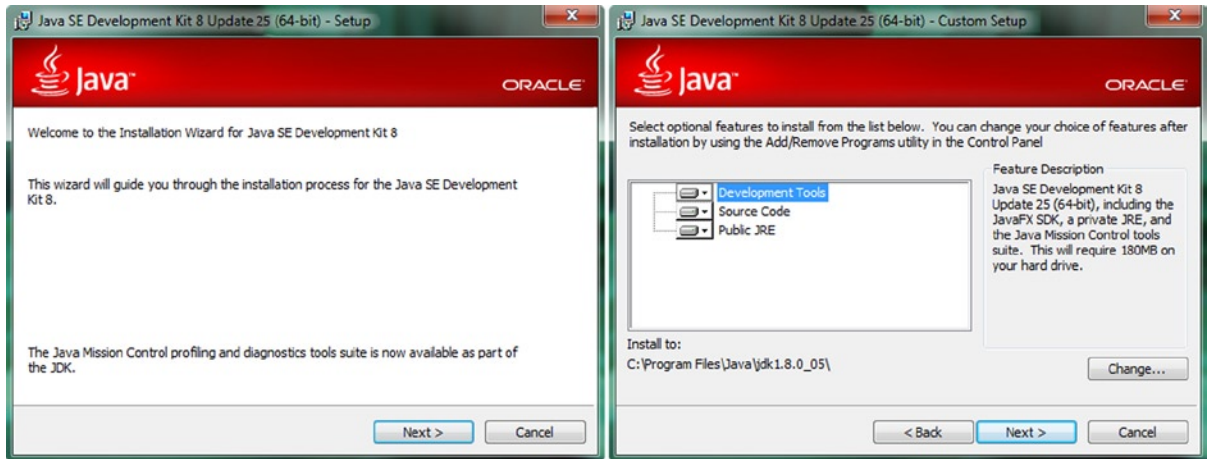 Java SE Development Kit 8 Update 25 (64-bit) - Setup
Java™
ORACLE®
Welcome to the Installation Wizard for Java SE Development Kit 8
This wizard will guide you through the installation process for the Java SE Development
Kit 8.
The Java Mission Control profiling and diagnostics tools suite is now available as part of
the JDK.
Next >
Cancel
Java SE Development Kit 8 Update 25 (64-bit) - Custom Setup
Java™
ORACLE®
Select optional features to install from the list below. You can change your choice of features after
installation by using the Add/Remove Programs utility in the Control Panel
Development Tools
Source Code
Public JRE
Feature Description
Java SE Development Kit 8
Update 25 (64-bit), including the
JavaFX SDK, a private JRE, and
the Java Mission Control tools
suite. This will require 180MB on
your hard drive.
Install to:
C:\Program Files\Java\jdk1.8.0_05\
Change...
< Back
Next >
Cancel